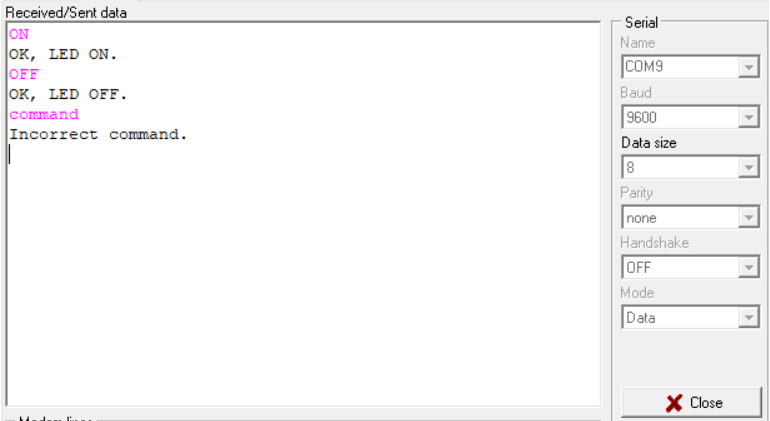 Received/Sent data
ON
OK, LED ON.
OFF
OK, LED OFF.
command
Incorrect command.
Serial
Name
COM9
Baud
9600
Data size
8
Parity
none
Handshake
OFF
Mode
Data
Close
Modem lines